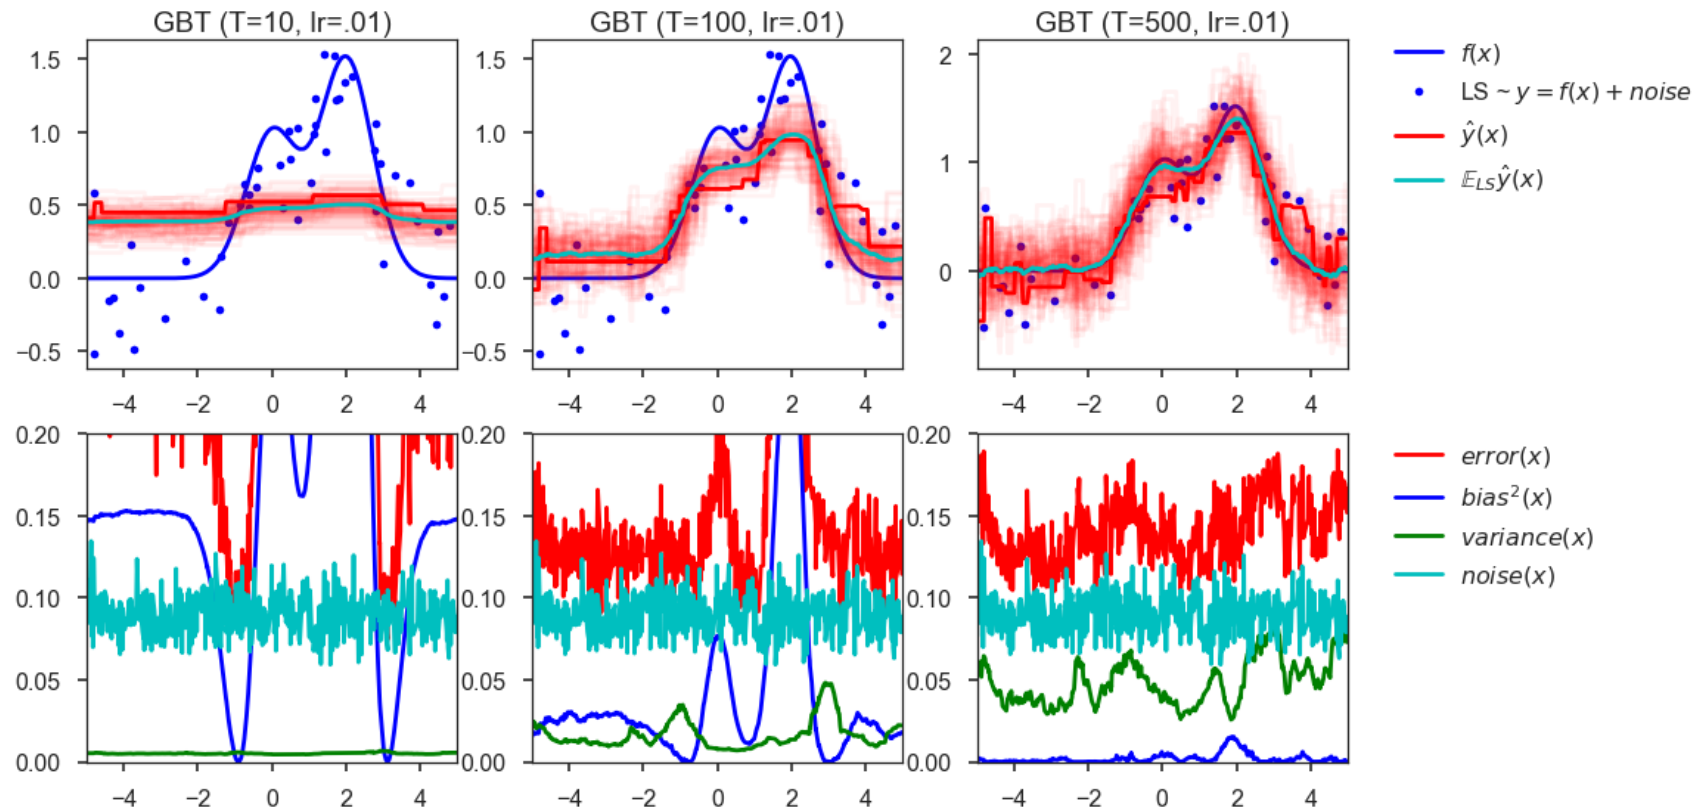 GBT (T=10, lr=.01)
GBT (T=100, lr=.01)
GBT (T=500, lr=.01)
1.5
1.0
0.5
0.0
−0.5
−4 −2 0 2 4
1.5
1.0
0.5
0.0
−0.5
−4 −2 0 2 4
2
1
0
−4 −2 0 2 4
f(x)
LS ~ y = f(x) + noise
ŷ(x)
𝔼_LS ŷ(x)
0.20
0.15
0.10
0.05
0.00
−4 −2 0 2 4
0.20
0.15
0.10
0.05
0.00
−4 −2 0 2 4
0.20
0.15
0.10
0.05
0.00
−4 −2 0 2 4
error(x)
bias²(x)
variance(x)
noise(x)